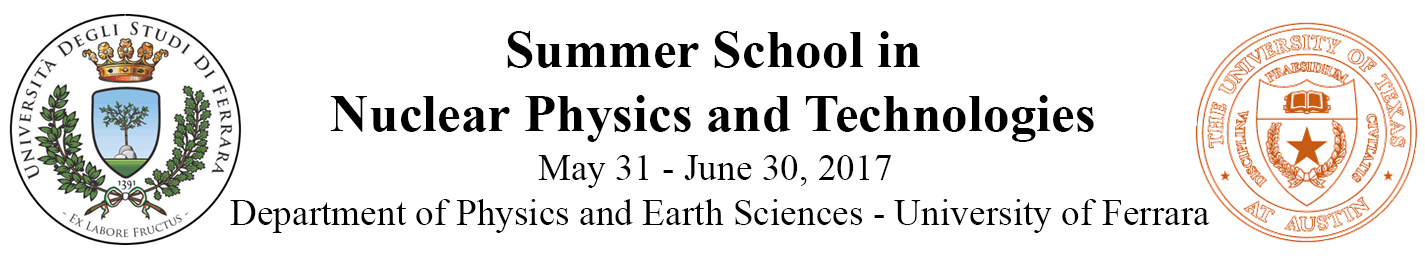 UNIVERSITÀ DEGLI STUDI DI FERRARA
1391
- EX LABORE FRUCTUS -
Summer School in
Nuclear Physics and Technologies
May 31 - June 30, 2017
Department of Physics and Earth Sciences - University of Ferrara
THE UNIVERSITY OF TEXAS
AT AUSTIN
PRAESIDIUM
DISCIPLINA
CIVITATIS